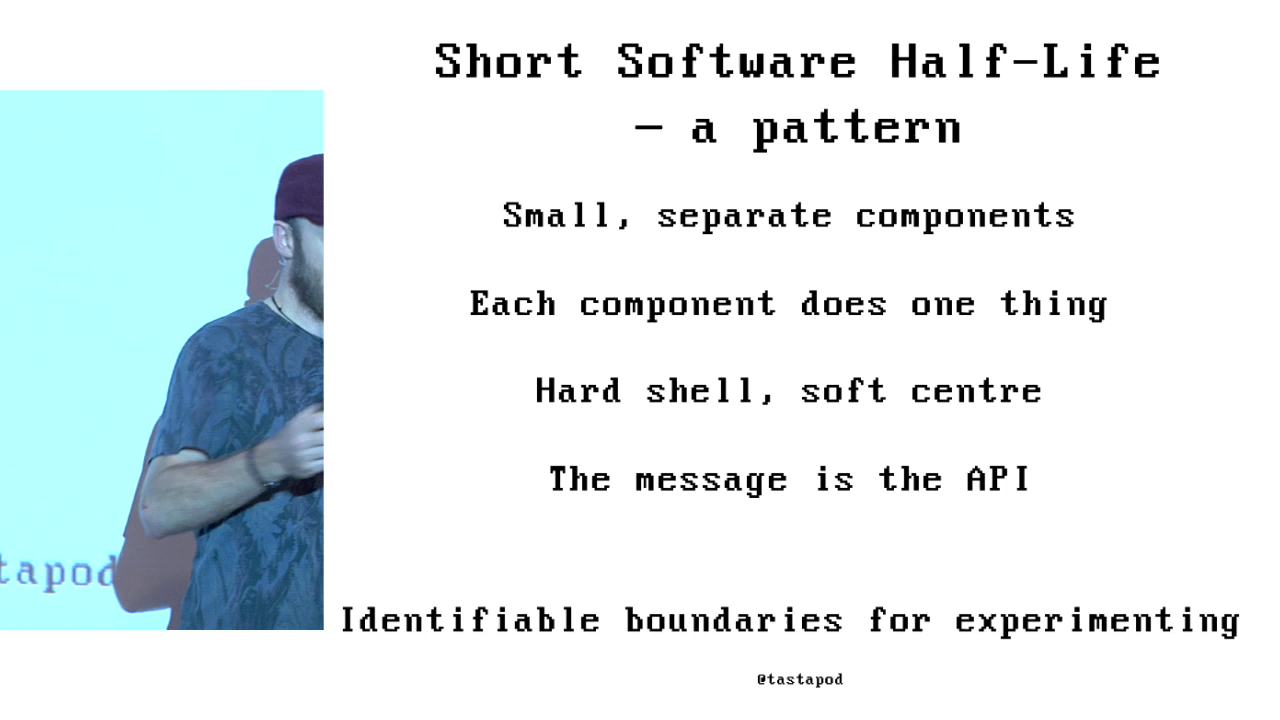 Short Software Half-Life
- a pattern
Small, separate components
Each component does one thing
Hard shell, soft centre
The message is the API
tapod
Identifiable boundaries for experimenting
@tastapod